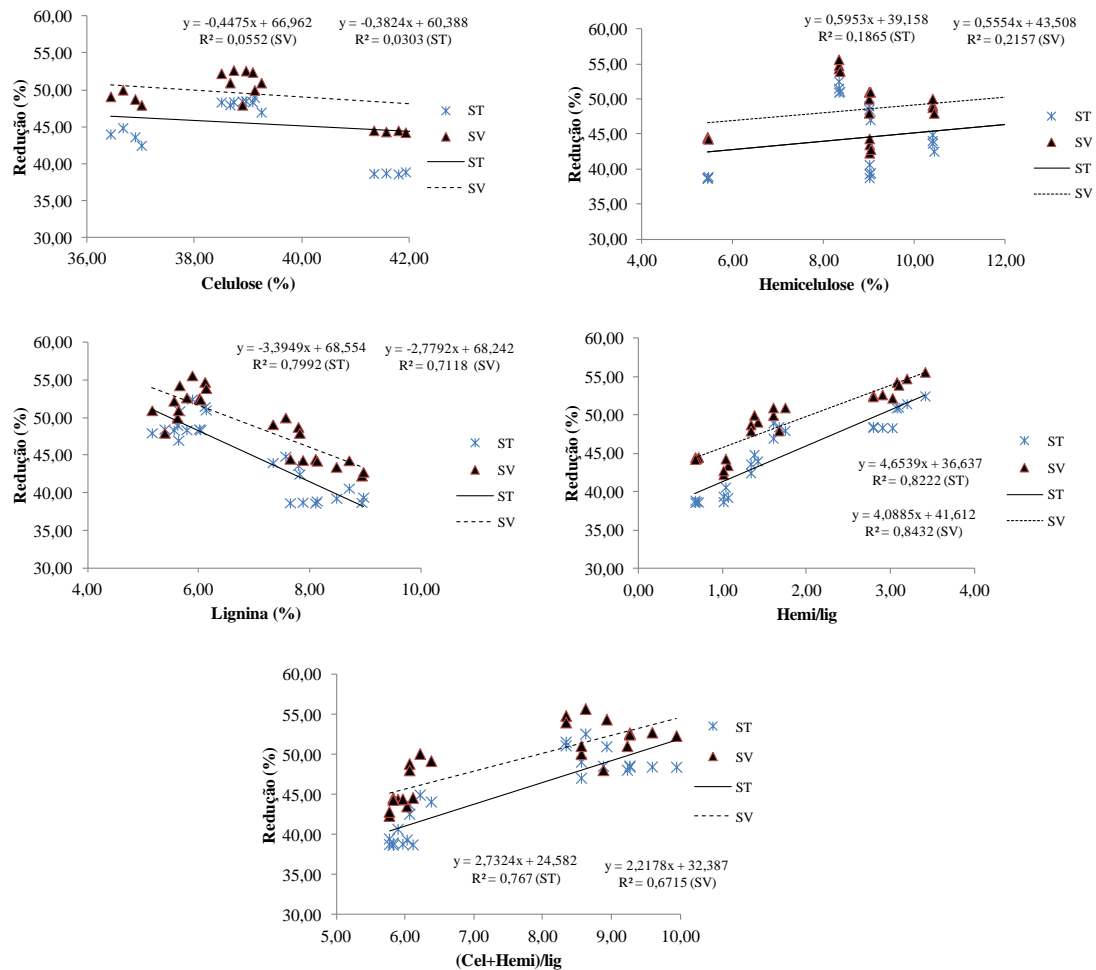 y = -0,4475x + 66,962
R² = 0,0552 (SV)
y = -0,3824x + 60,388
R² = 0,0303 (ST)
60,00
55,00
50,00
45,00
40,00
35,00
30,00
Redução (%)
36,00
38,00
40,00
42,00
Celulose (%)
ST
SV
ST
SV
y = 0,5953x + 39,158
R² = 0,1865 (ST)
y = 0,5554x + 43,508
R² = 0,2157 (SV)
60,00
55,00
50,00
45,00
40,00
35,00
30,00
Redução (%)
4,00
6,00
8,00
10,00
12,00
Hemicelulose (%)
ST
SV
ST
SV
y = -3,3949x + 68,554
R² = 0,7992 (ST)
y = -2,7792x + 68,242
R² = 0,7118 (SV)
60,00
55,00
50,00
45,00
40,00
35,00
30,00
Redução (%)
4,00
6,00
8,00
10,00
Lignina (%)
ST
SV
ST
SV
60,00
55,00
50,00
45,00
40,00
35,00
30,00
Redução (%)
0,00
1,00
2,00
3,00
4,00
Hemi/lig
y = 4,6539x + 36,637
R² = 0,8222 (ST)
y = 4,0885x + 41,612
R² = 0,8432 (SV)
ST
SV
ST
SV
60,00
55,00
50,00
45,00
40,00
35,00
30,00
Redução (%)
5,00
6,00
7,00
8,00
9,00
10,00
(Cel+Hemi)/lig
y = 2,7324x + 24,582
R² = 0,767 (ST)
y = 2,2178x + 32,387
R² = 0,6715 (SV)
ST
SV
ST
SV